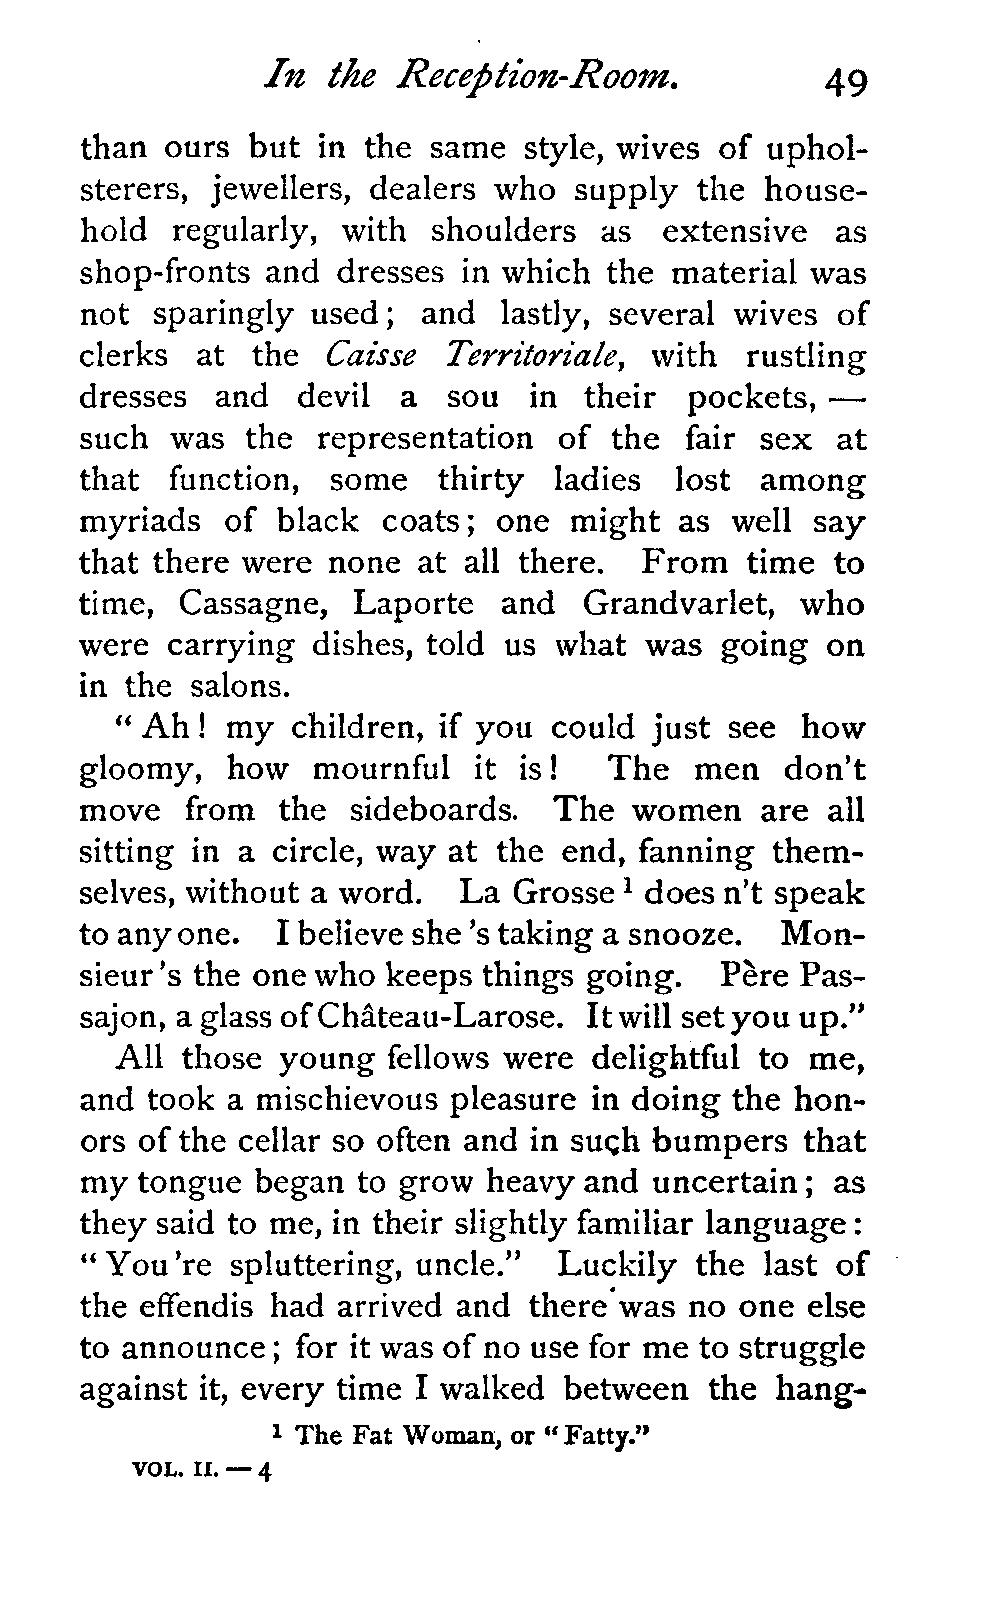 In the Reception-Room. 49
than ours but in the same style, wives of uphol-
sterers, jewellers, dealers who supply the house-
hold regularly, with shoulders as extensive as
shop-fronts and dresses in which the material was
not sparingly used; and lastly, several wives of
clerks at the Caisse Territoriale, with rustling
dresses and devil a sou in their pockets, —
such was the representation of the fair sex at
that function, some thirty ladies lost among
myriads of black coats; one might as well say
that there were none at all there. From time to
time, Cassagne, Laporte and Grandvarlet, who
were carrying dishes, told us what was going on
in the salons.
“Ah! my children, if you could just see how
gloomy, how mournful it is! The men don't
move from the sideboards. The women are all
sitting in a circle, way at the end, fanning them-
selves, without a word. La Grosse ¹ does n't speak
to any one. I believe she 's taking a snooze. Mon-
sieur 's the one who keeps things going. Père Pas-
sajon, a glass of Château-Larose. It will set you up.”
All those young fellows were delightful to me,
and took a mischievous pleasure in doing the hon-
ors of the cellar so often and in such bumpers that
my tongue began to grow heavy and uncertain; as
they said to me, in their slightly familiar language:
“You 're spluttering, uncle.” Luckily the last of
the effendis had arrived and there was no one else
to announce; for it was of no use for me to struggle
against it, every time I walked between the hang-
¹ The Fat Woman, or “Fatty.”
VOL. II. — 4